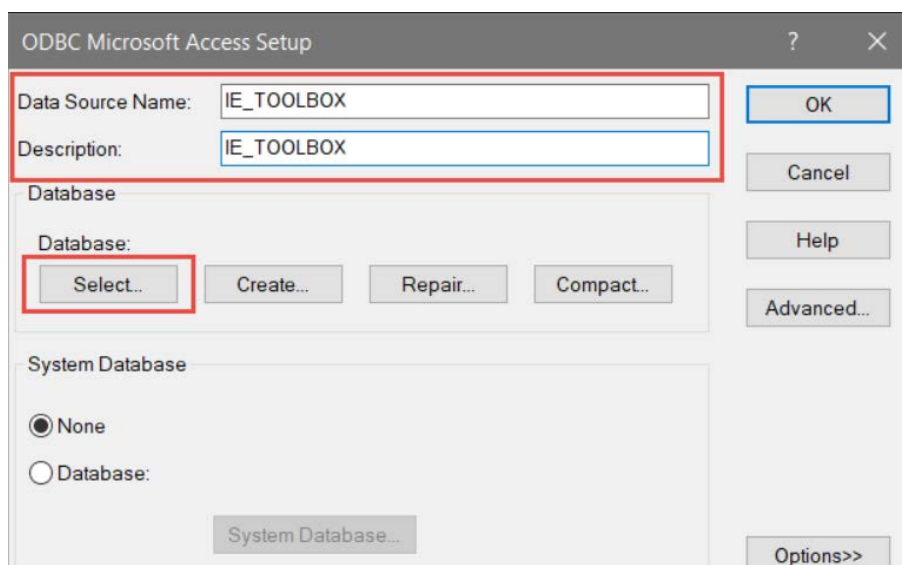 ODBC Microsoft Access Setup ? ×
Data Source Name: IE_TOOLBOX
OK
Description: IE_TOOLBOX
Cancel
Database
Database:
Help
Select... Create... Repair... Compact...
Advanced...
System Database
None
Database:
System Database...
Options>>